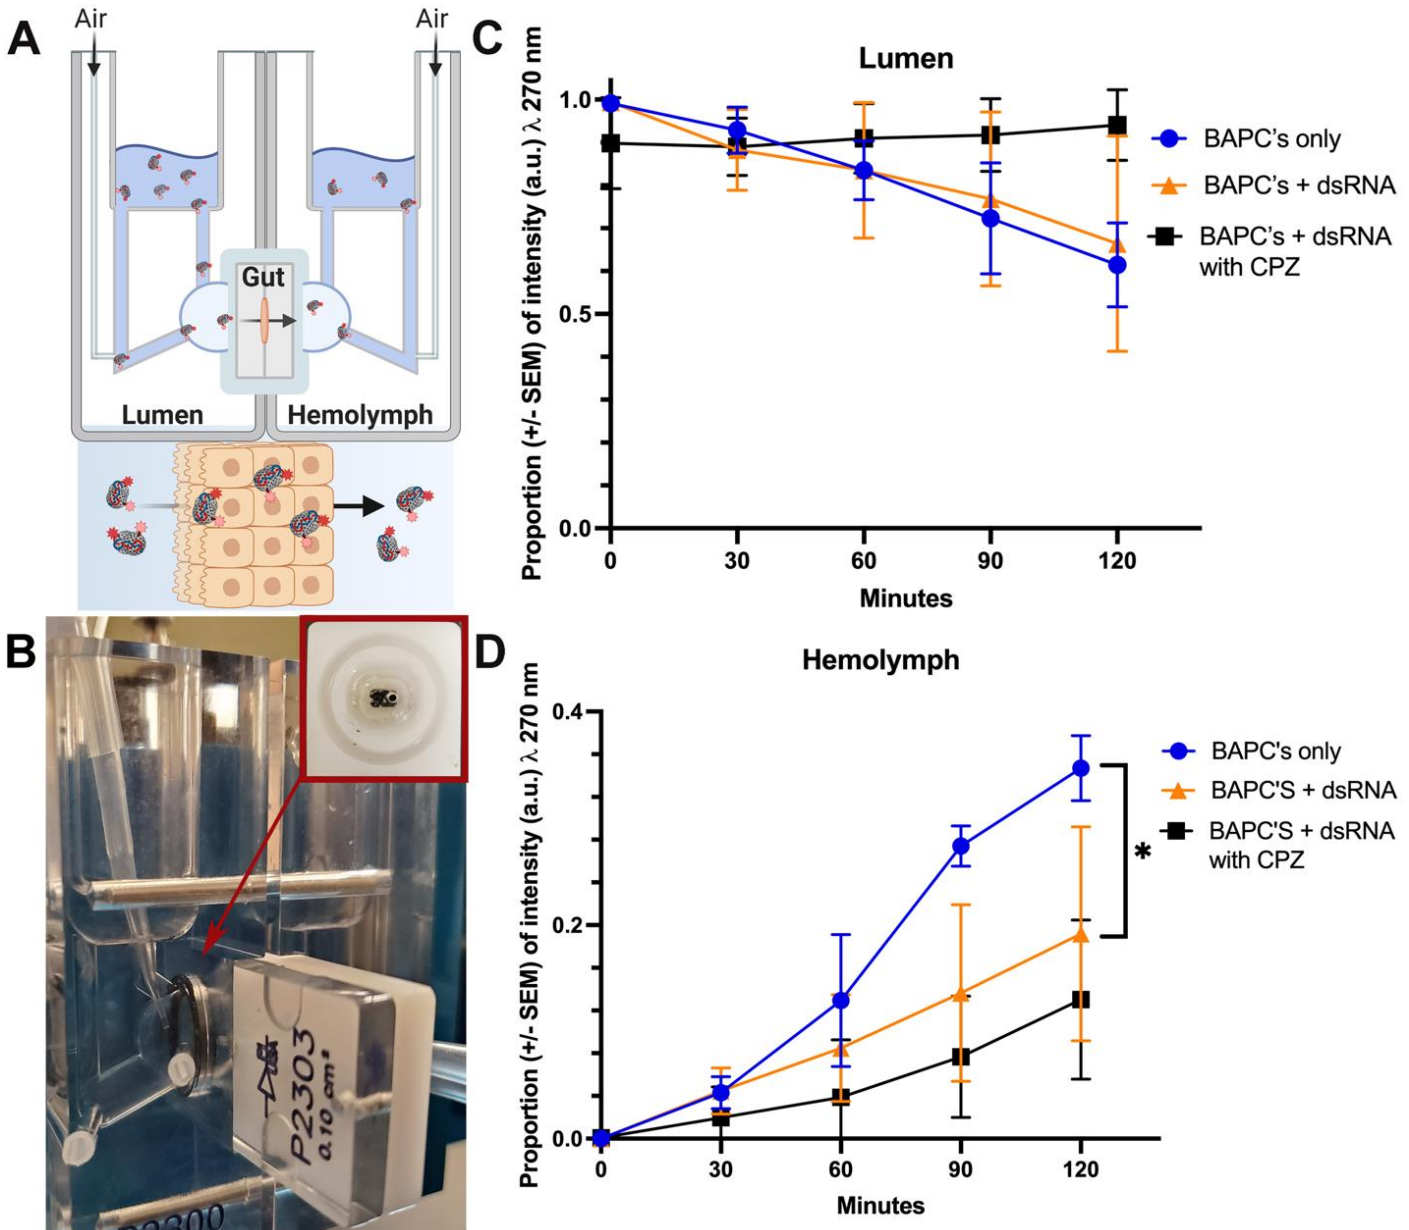 A
Air
Air
Gut
Lumen
Hemolymph
B
P2303
0.10 cm²
P2300
C
Lumen
Proportion (+/- SEM) of intensity (a.u.) λ 270 nm
1.0
0.5
0.0
0
30
60
90
120
Minutes
BAPC’s only
BAPC’s + dsRNA
BAPC’s + dsRNA
with CPZ
D
Hemolymph
Proportion (+/- SEM) of intensity (a.u.) λ 270 nm
0.4
0.2
0.0
0
30
60
90
120
Minutes
BAPC's only
BAPC'S + dsRNA
BAPC'S + dsRNA
with CPZ
*